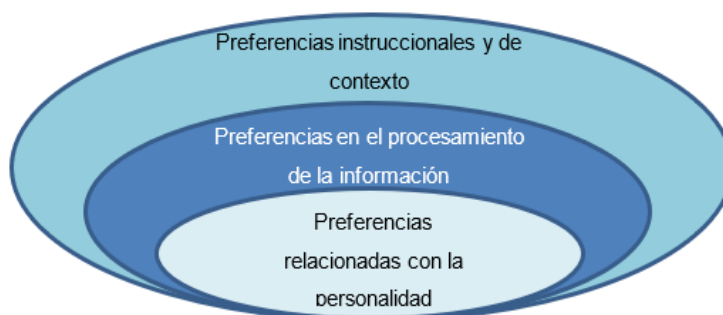 Preferencias instruccionales y de
contexto
Preferencias en el procesamiento
de la información
Preferencias
relacionadas con la
personalidad